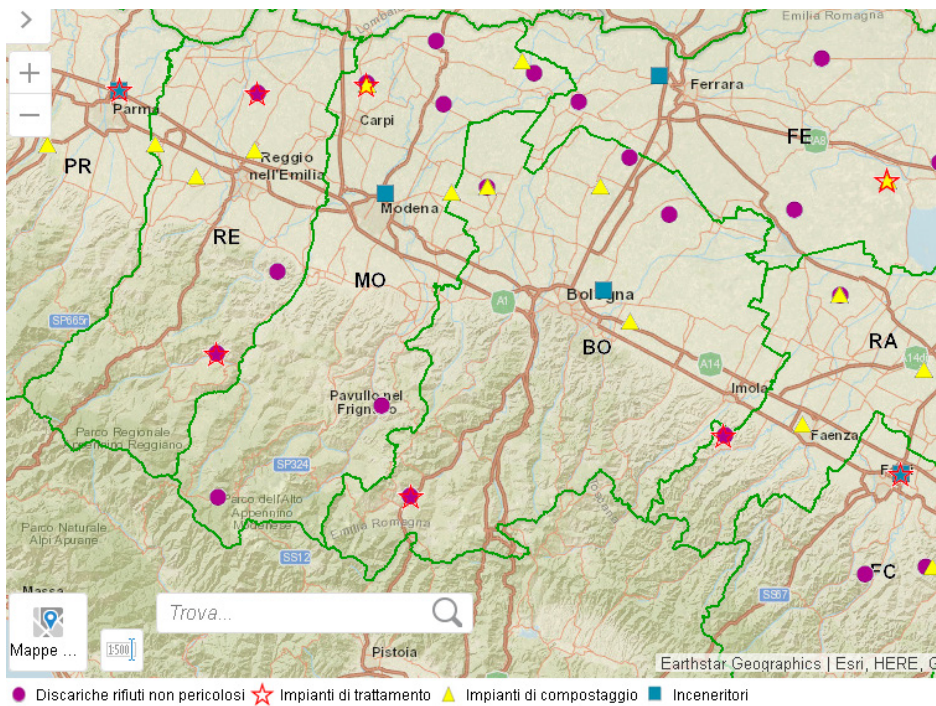 Emilia Romagna
Parma
Carpi
Ferrara
FE
PR
Reggio
nell'Emilia
Modena
RE
MO
A1
Bologna
SP665r
BO
RA
A14
Imola
Pavullo nel
Frignano
Parco Regionale
Appennino Reggiano
Faenza
SP324
Parco dell'Alto
Appennino
Modenese
Emilia Romagna
Parco Naturale
Alpi Apuane
SS12
FC
SS67
Massa
Trova...
Mappe ...
1:500
Pistoia
Earthstar Geographics | Esri, HERE, G
Discariche rifiuti non pericolosi Impianti di trattamento Impianti di compostaggio Inceneritori